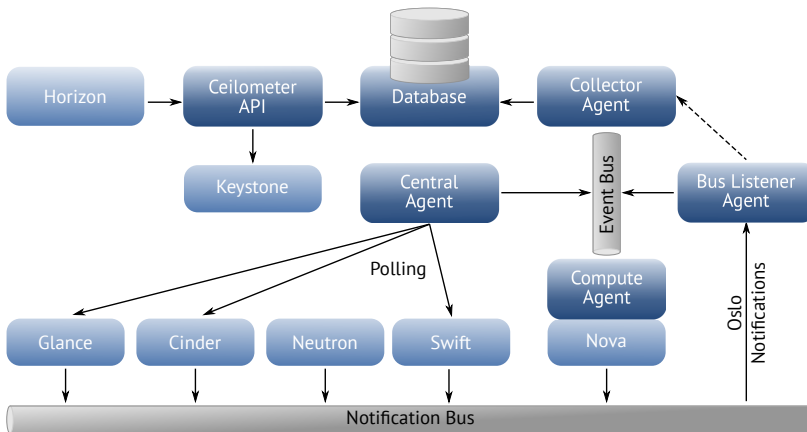 Horizon
Ceilometer
API
Database
Collector
Agent
Keystone
Central
Agent
Event Bus
Bus Listener
Agent
Polling
Compute
Agent
Glance
Cinder
Neutron
Swift
Nova
Oslo
Notifications
Notification Bus